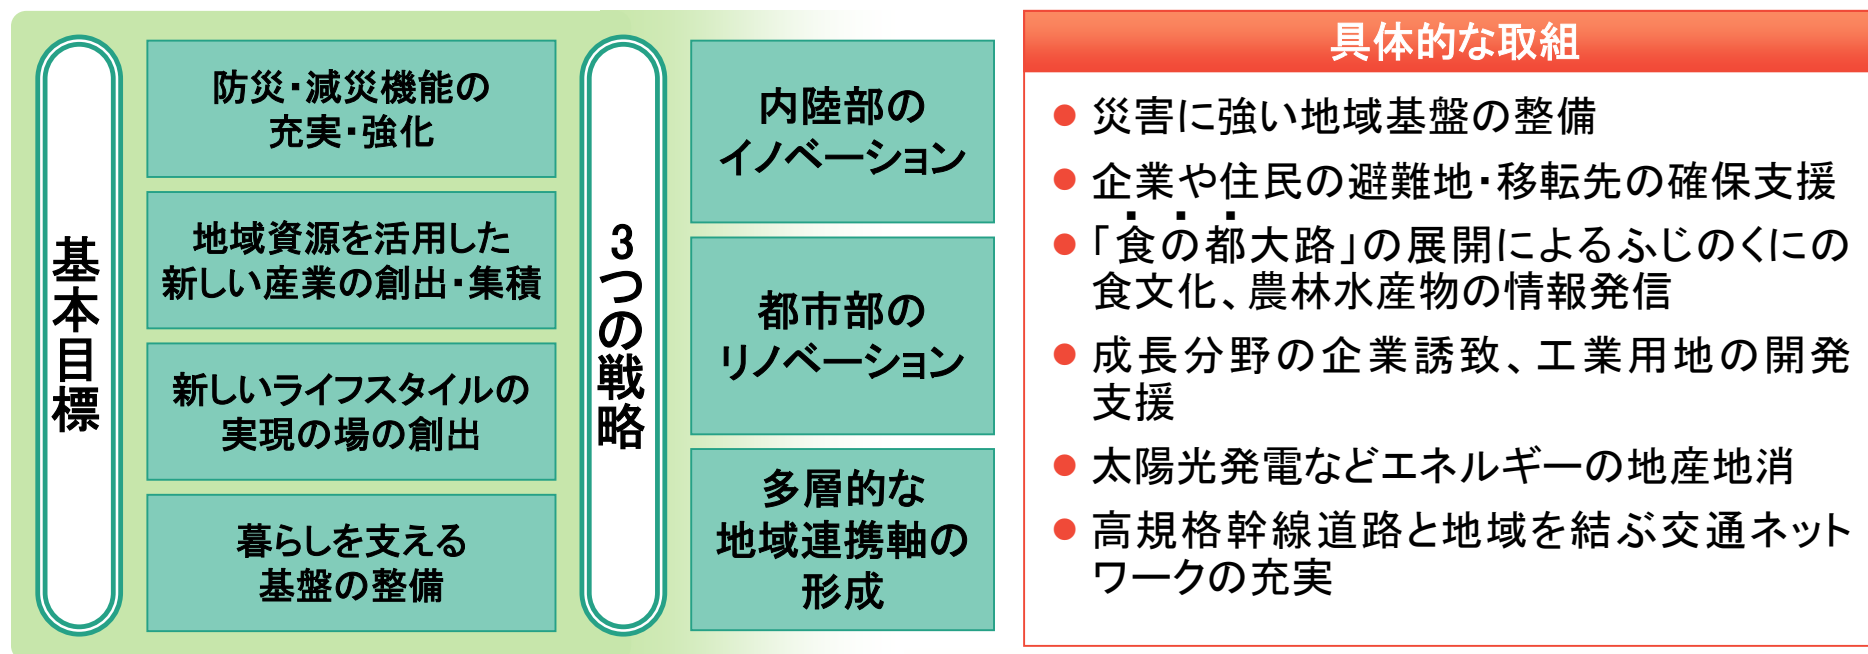 基本目標
防災・減災機能の
充実・強化
地域資源を活用した
新しい産業の創出・集積
新しいライフスタイルの
実現の場の創出
暮らしを支える
基盤の整備
3つの戦略
内陸部の
イノベーション
都市部の
リノベーション
多層的な
地域連携軸の
形成
具体的な取組
● 災害に強い地域基盤の整備
● 企業や住民の避難地・移転先の確保支援
● 「食の都大路」の展開によるふじのくにの
食文化、農林水産物の情報発信
● 成長分野の企業誘致、工業用地の開発
支援
● 太陽光発電などエネルギーの地産地消
● 高規格幹線道路と地域を結ぶ交通ネット
ワークの充実